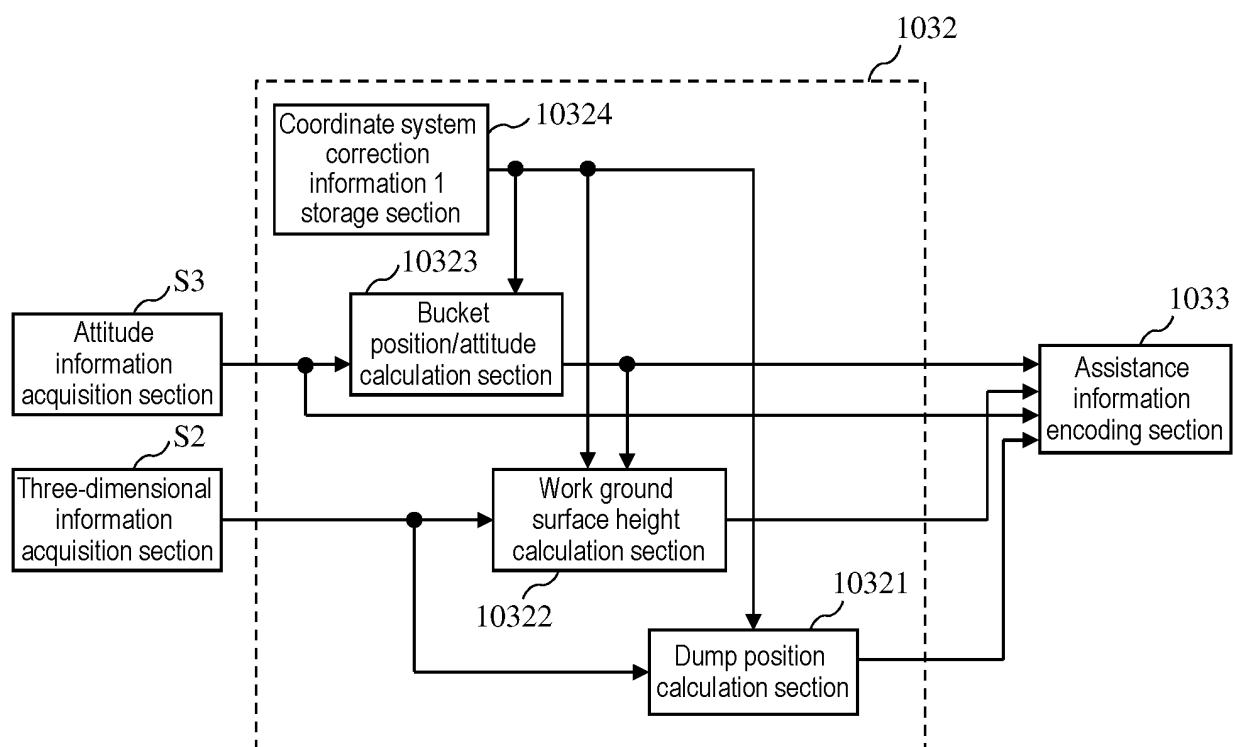 1032
10324
Coordinate system
correction
information 1
storage section
10323
Bucket
position/attitude
calculation section
S3
Attitude
information
acquisition section
1033
Assistance
information
encoding section
S2
Three-dimensional
information
acquisition section
Work ground
surface height
calculation section
10322
10321
Dump position
calculation section